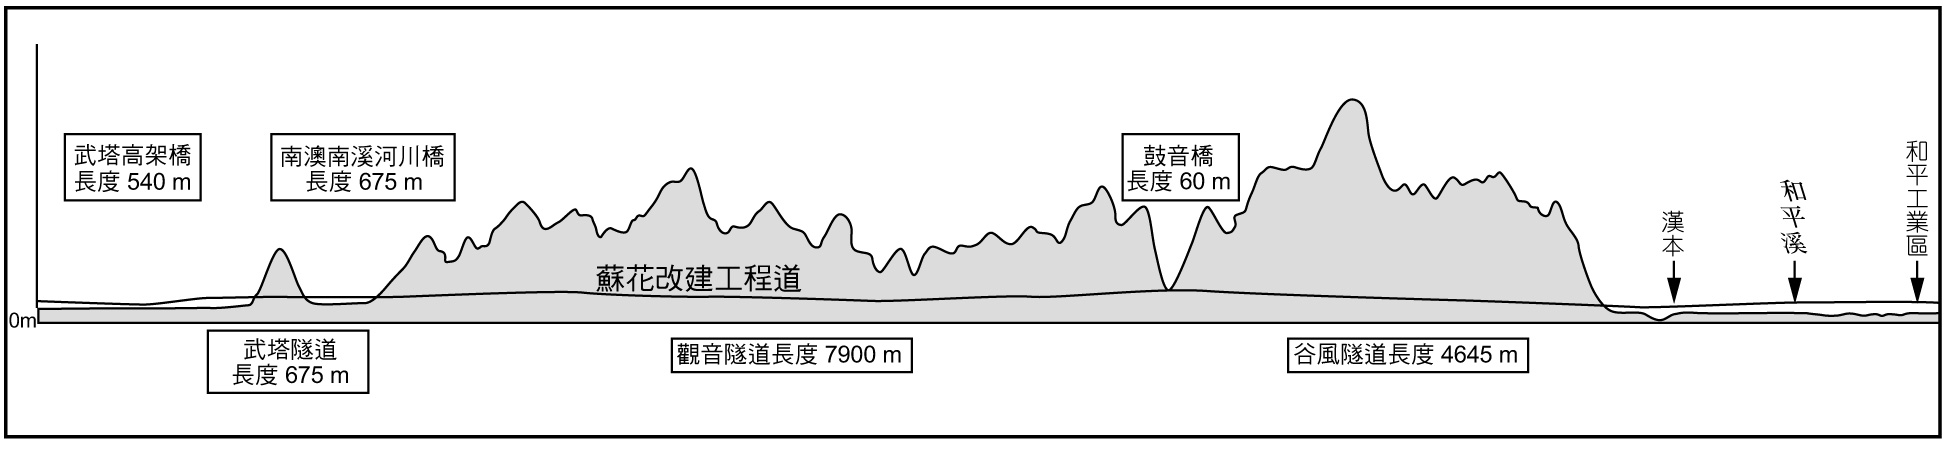 武塔高架橋
長度 540 m
南澳南溪河川橋
長度 675 m
鼓音橋
長度 60 m
漢本
和平溪
和平工業區
蘇花改建工程道
0m
武塔隧道
長度 675 m
觀音隧道長度 7900 m
谷風隧道長度 4645 m